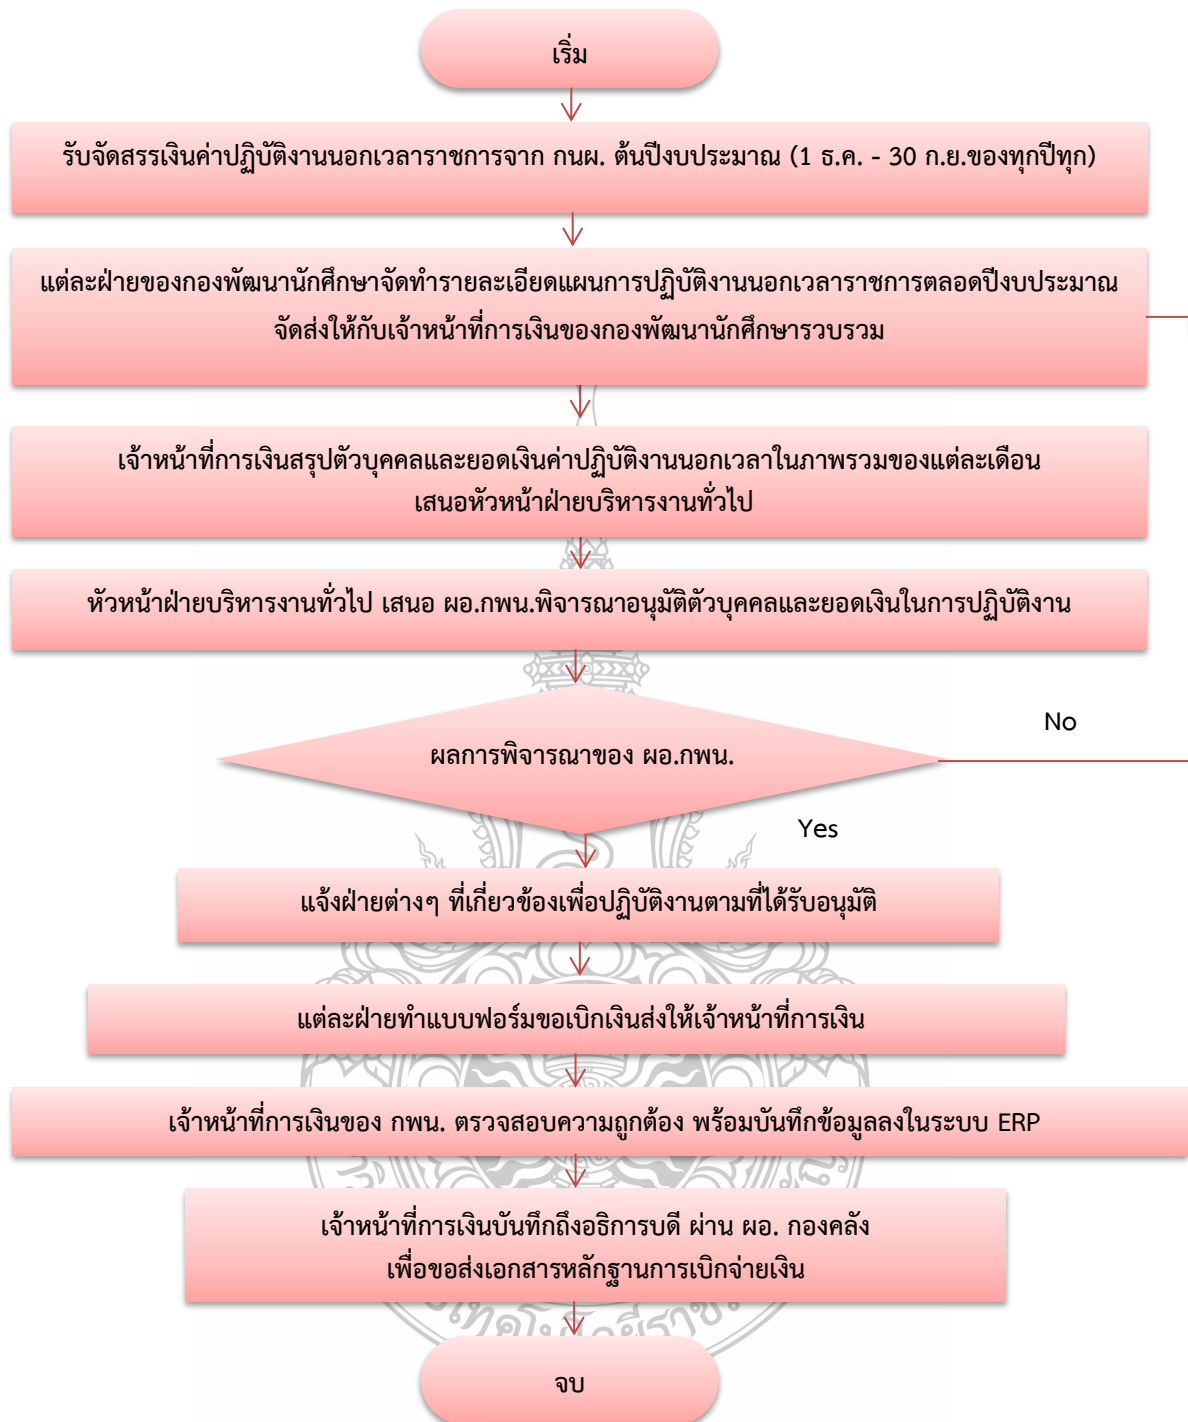 เริ่ม
รับจัดสรรเงินค่าปฏิบัติงานนอกเวลาราชการจาก กนผ. ต้นปีงบประมาณ (1 ธ.ค. - 30 ก.ย.ของทุกปีทุก)
แต่ละฝ่ายของกองพัฒนานักศึกษาจัดทำรายละเอียดแผนการปฏิบัติงานนอกเวลาราชการตลอดปีงบประมาณ
จัดส่งให้กับเจ้าหน้าที่การเงินของกองพัฒนานักศึกษารวบรวม
เจ้าหน้าที่การเงินสรุปตัวบุคคลและยอดเงินค่าปฏิบัติงานนอกเวลาในภาพรวมของแต่ละเดือน
เสนอหัวหน้าฝ่ายบริหารงานทั่วไป
หัวหน้าฝ่ายบริหารงานทั่วไป เสนอ ผอ.กพน.พิจารณาอนุมัติตัวบุคคลและยอดเงินในการปฏิบัติงาน
ผลการพิจารณาของ ผอ.กพน.
No
Yes
แจ้งฝ่ายต่างๆ ที่เกี่ยวข้องเพื่อปฏิบัติงานตามที่ได้รับอนุมัติ
แต่ละฝ่ายทำแบบฟอร์มขอเบิกเงินส่งให้เจ้าหน้าที่การเงิน
เจ้าหน้าที่การเงินของ กพน. ตรวจสอบความถูกต้อง พร้อมบันทึกข้อมูลลงในระบบ ERP
เจ้าหน้าที่การเงินบันทึกถึงอธิการบดี ผ่าน ผอ. กองคลัง
เพื่อขอส่งเอกสารหลักฐานการเบิกจ่ายเงิน
จบ